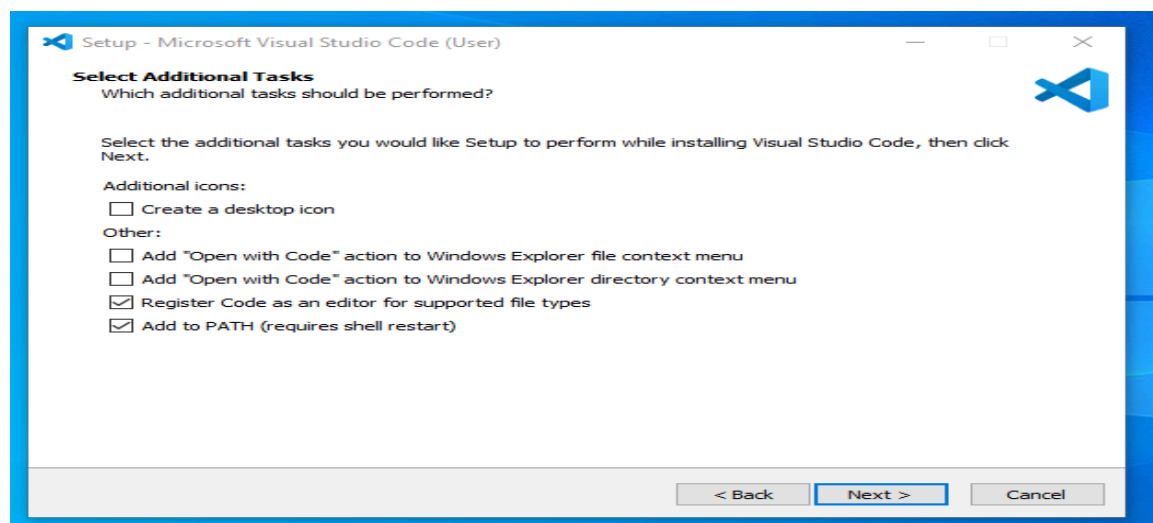 Setup - Microsoft Visual Studio Code (User)
Select Additional Tasks
Which additional tasks should be performed?
Select the additional tasks you would like Setup to perform while installing Visual Studio Code, then click
Next.
Additional icons:
Create a desktop icon
Other:
Add "Open with Code" action to Windows Explorer file context menu
Add "Open with Code" action to Windows Explorer directory context menu
Register Code as an editor for supported file types
Add to PATH (requires shell restart)
< Back Next > Cancel